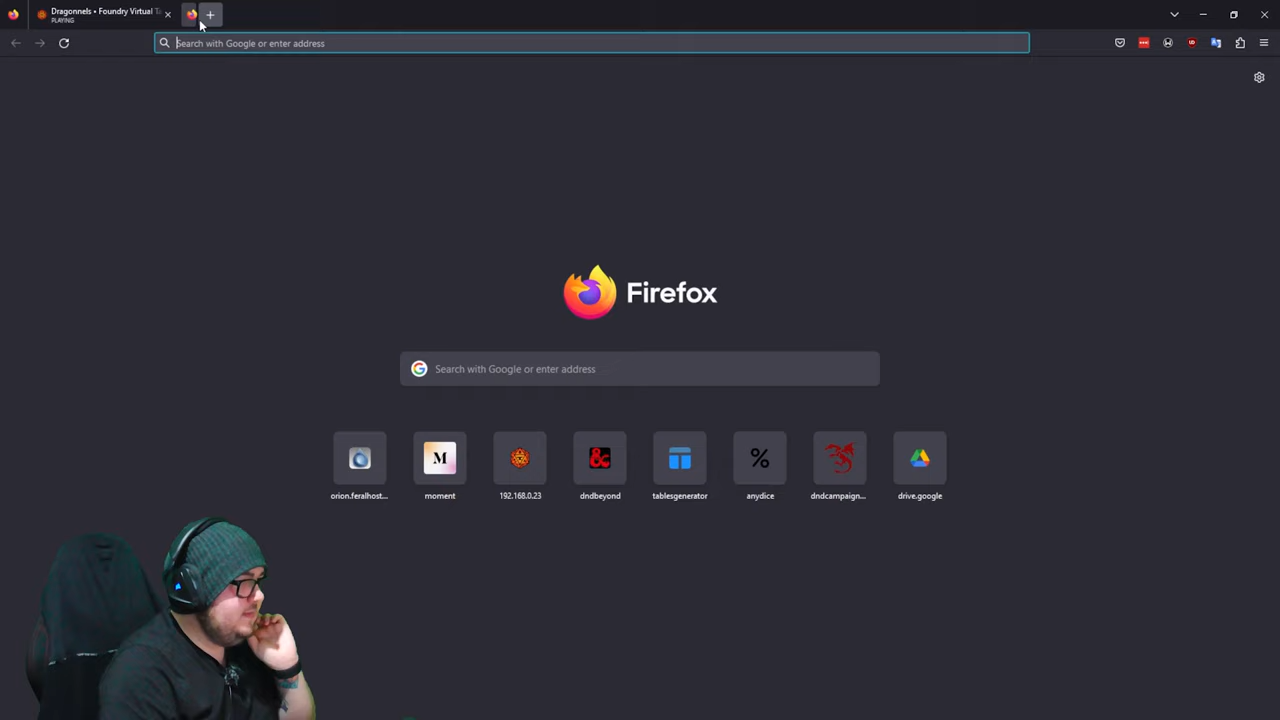 Dragonnels • Foundry Virtual T
PLAYING
Search with Google or enter address
Firefox
Search with Google or enter address
orion.feralhost...
moment
192.168.0.23
dndbeyond
tablesgenerator
anydice
dndcampaign...
drive.google